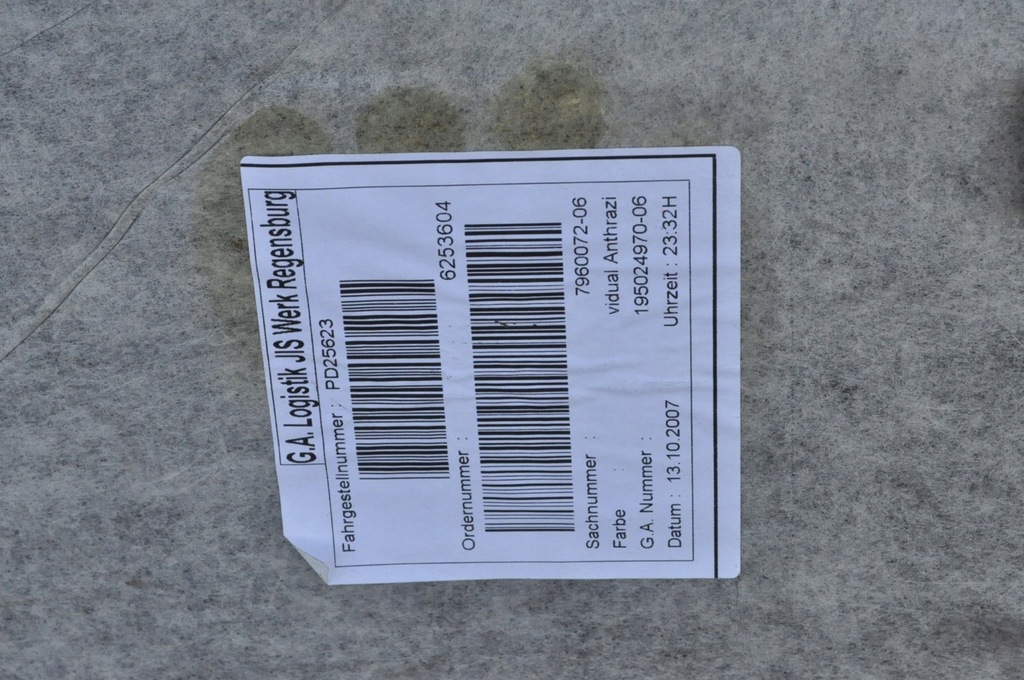 G.A. Logistik JIS Werk Regensburg
Fahrgestellnummer : PD25623
Ordernummer : 6253604
Sachnummer : 7960072-06
Farbe : vidual Anthrazi
G.A. Nummer : 195024970-06
Datum : 13.10.2007 Uhrzeit : 23:32H